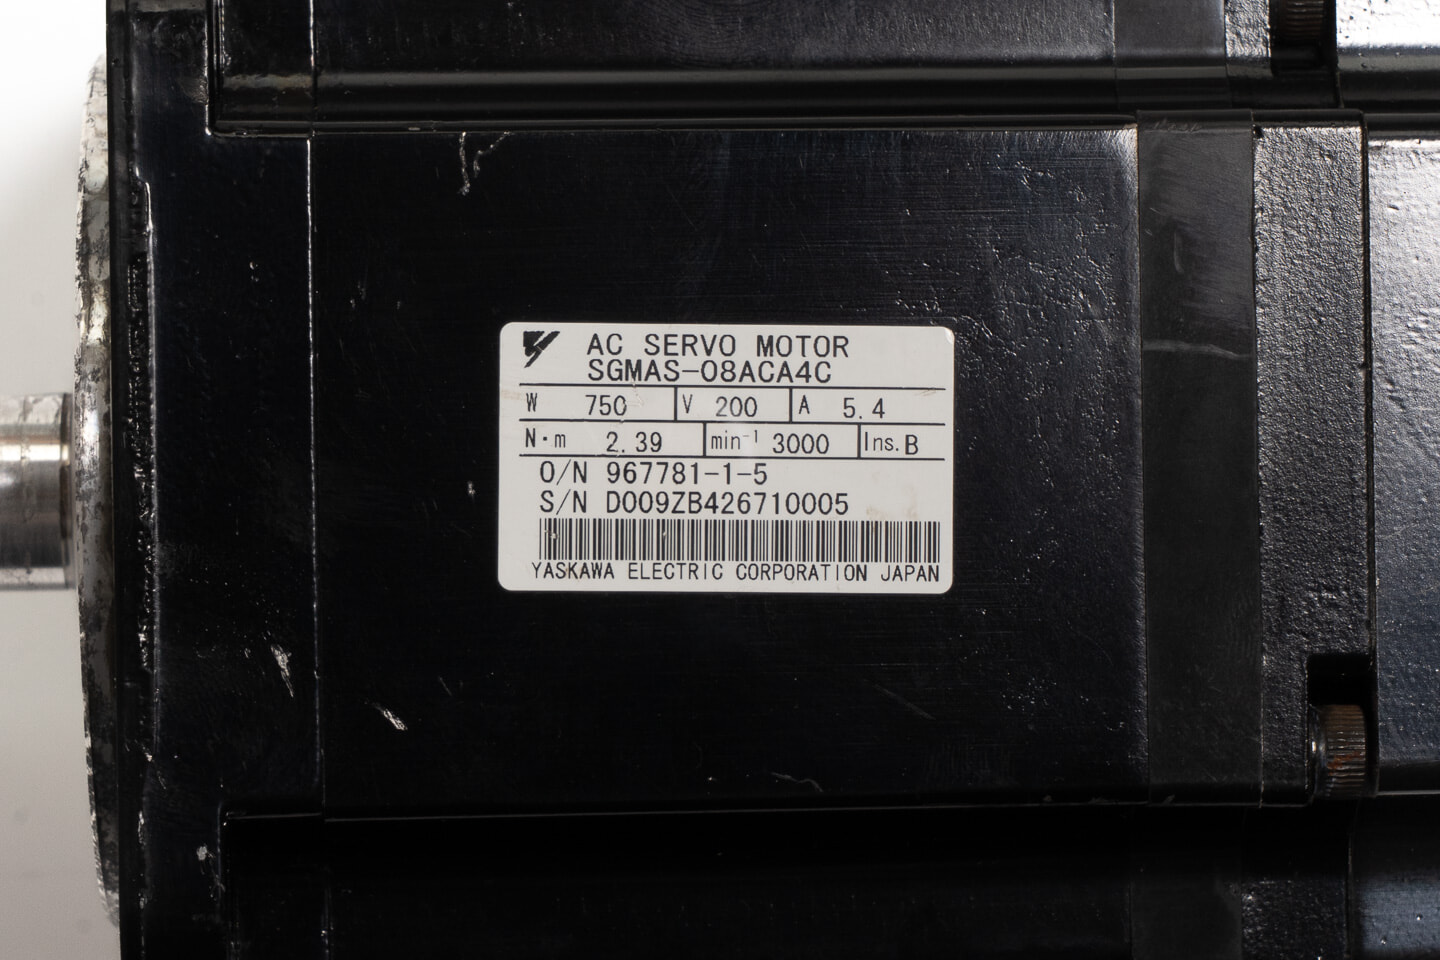 AC SERVO MOTOR
SGMAS-08ACA4C
W 750 V 200 A 5.4
N・m 2.39 min⁻¹ 3000 Ins. B
O/N 967781-1-5
S/N D009ZB426710005
YASKAWA ELECTRIC CORPORATION JAPAN